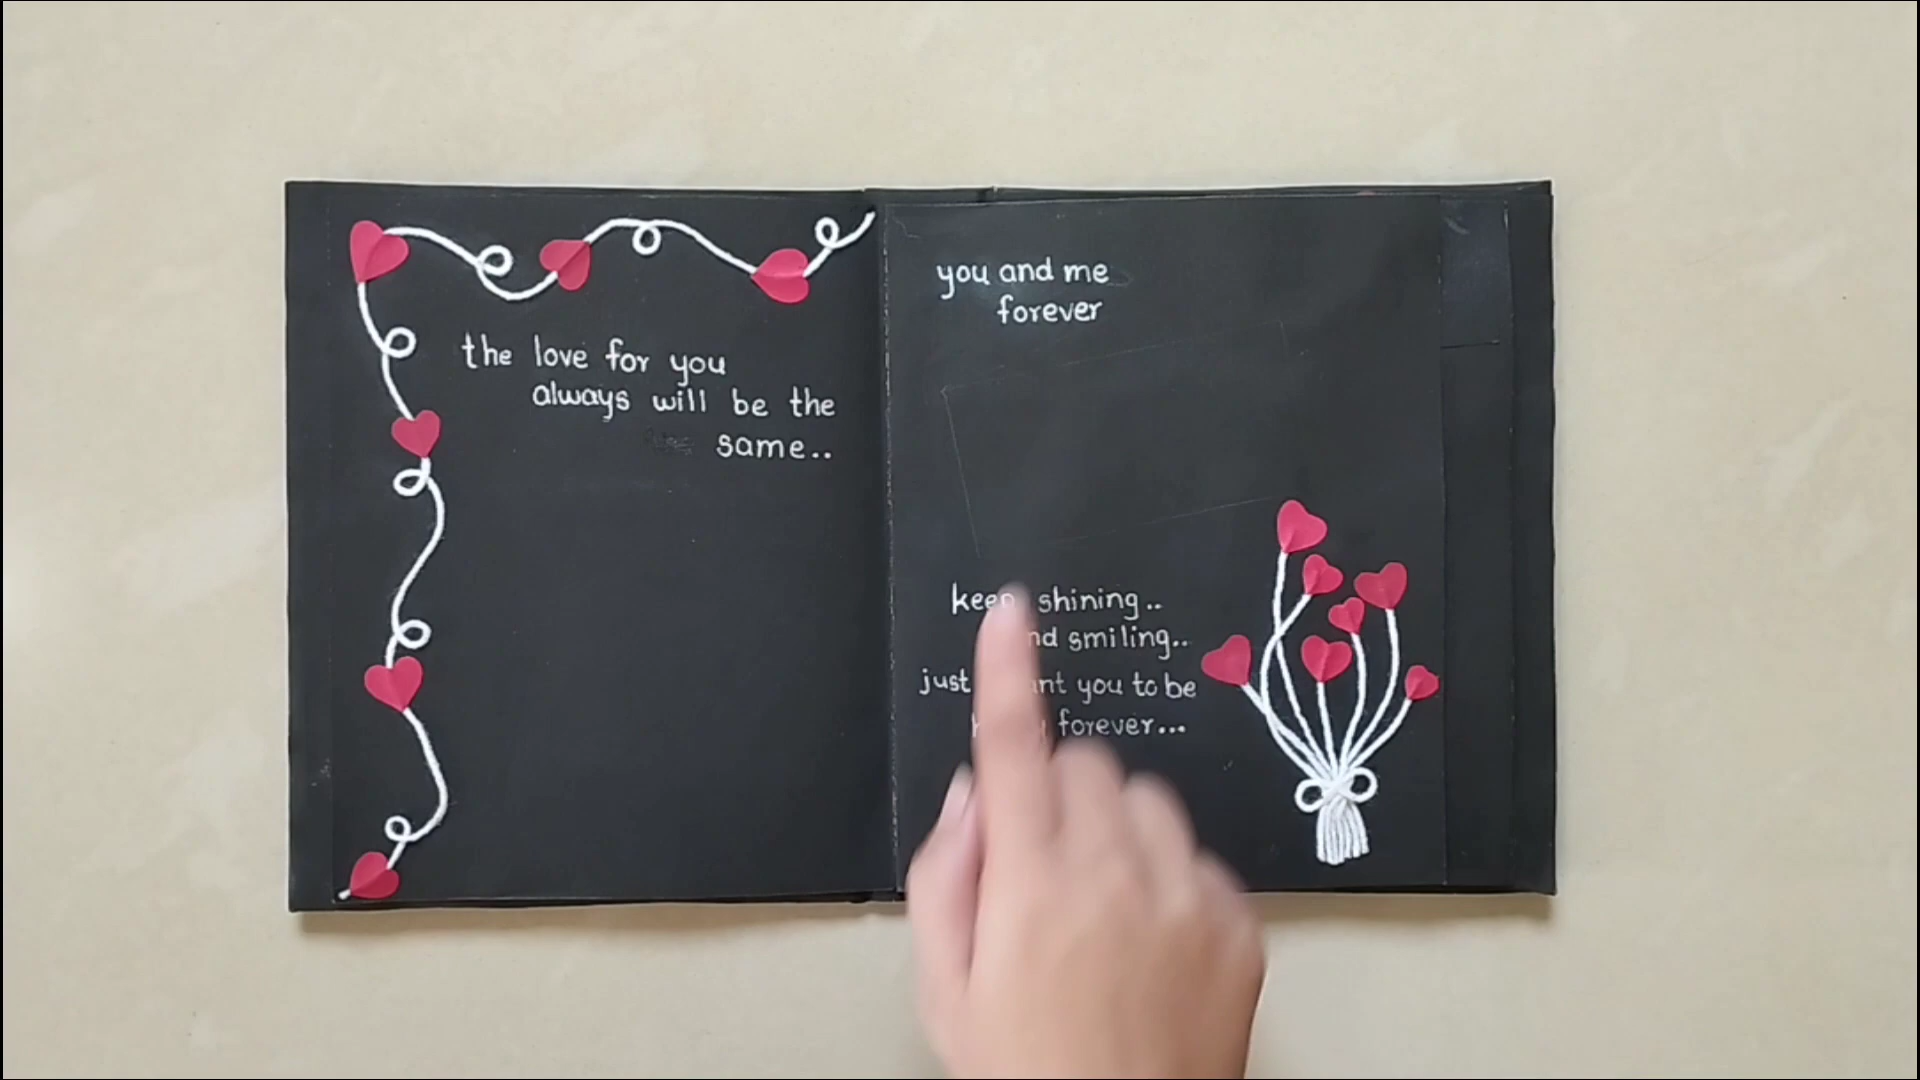 the love for you
always will be the
same..
you and me
forever
keep shining..
smiling..
just you to be
forever...